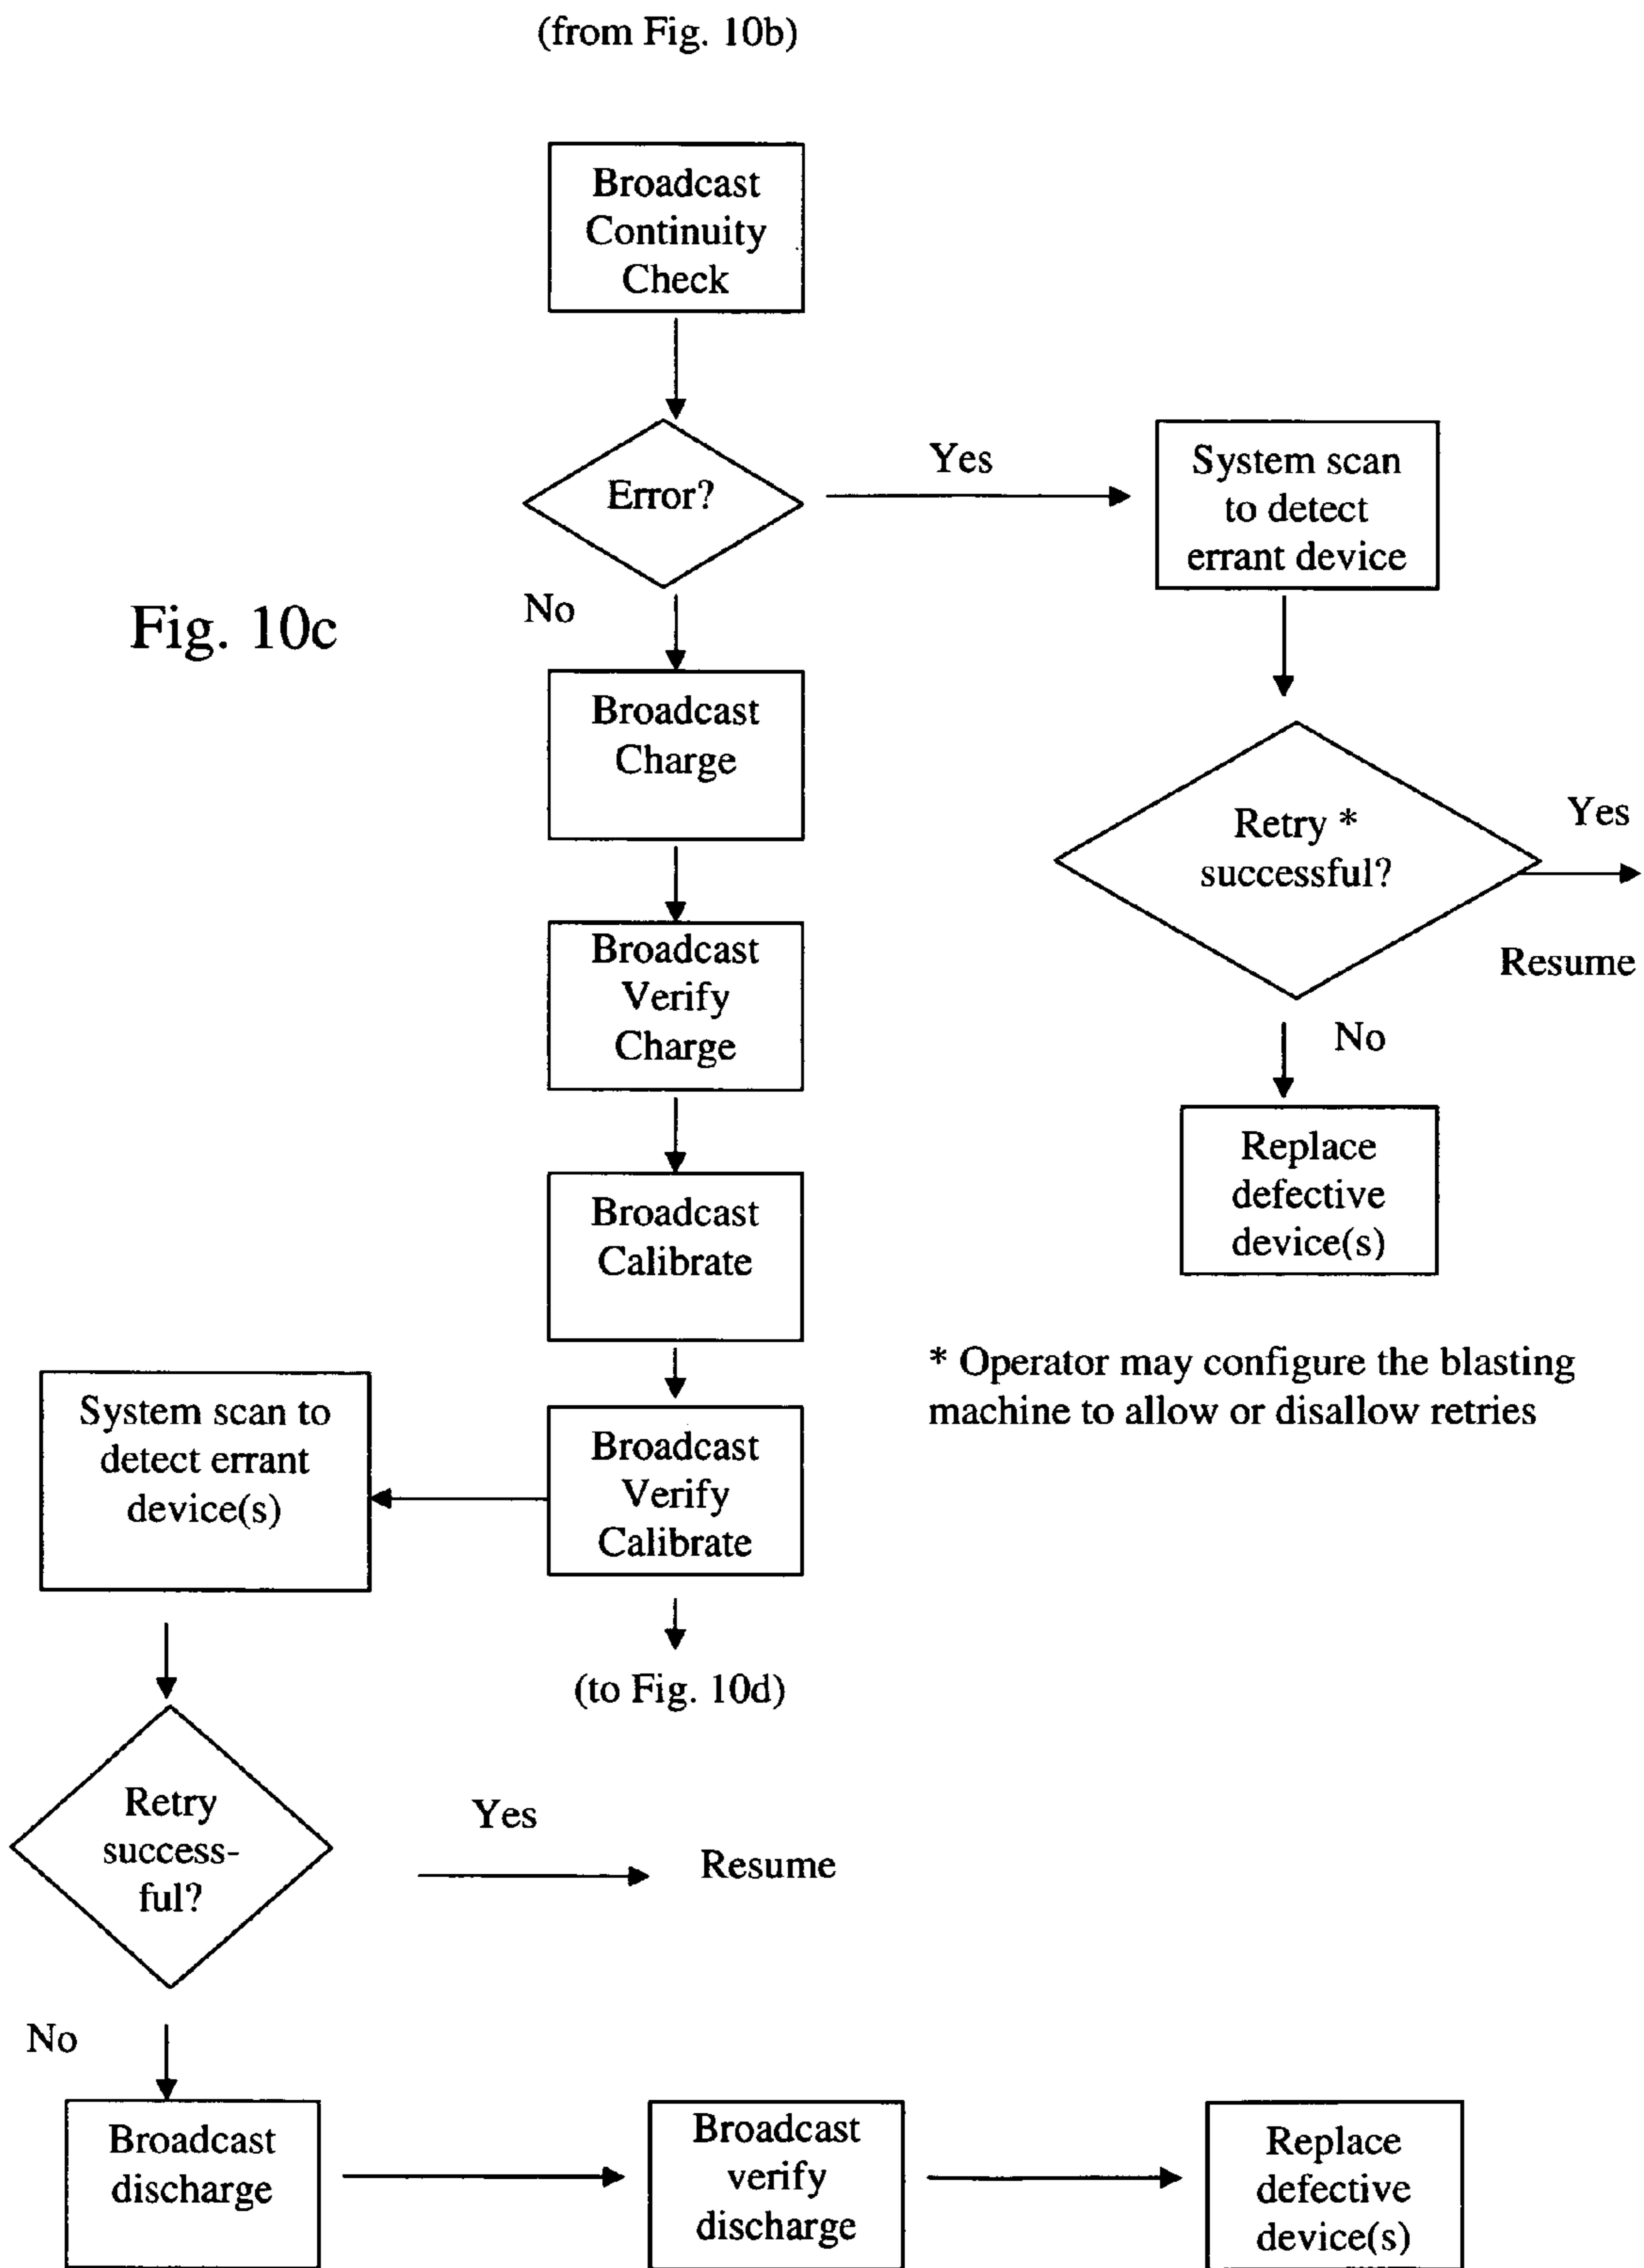 (from Fig. 10b)
Broadcast
Continuity
Check
Error?
Yes
System scan
to detect
errant device
No
Fig. 10c
Broadcast
Charge
Retry *
successful?
Yes
Resume
Broadcast
Verify
Charge
No
Replace
defective
device(s)
Broadcast
Calibrate
* Operator may configure the blasting
machine to allow or disallow retries
System scan to
detect errant
device(s)
Broadcast
Verify
Calibrate
(to Fig. 10d)
Retry
success-
ful?
Yes
Resume
No
Broadcast
discharge
Broadcast
verify
discharge
Replace
defective
device(s)